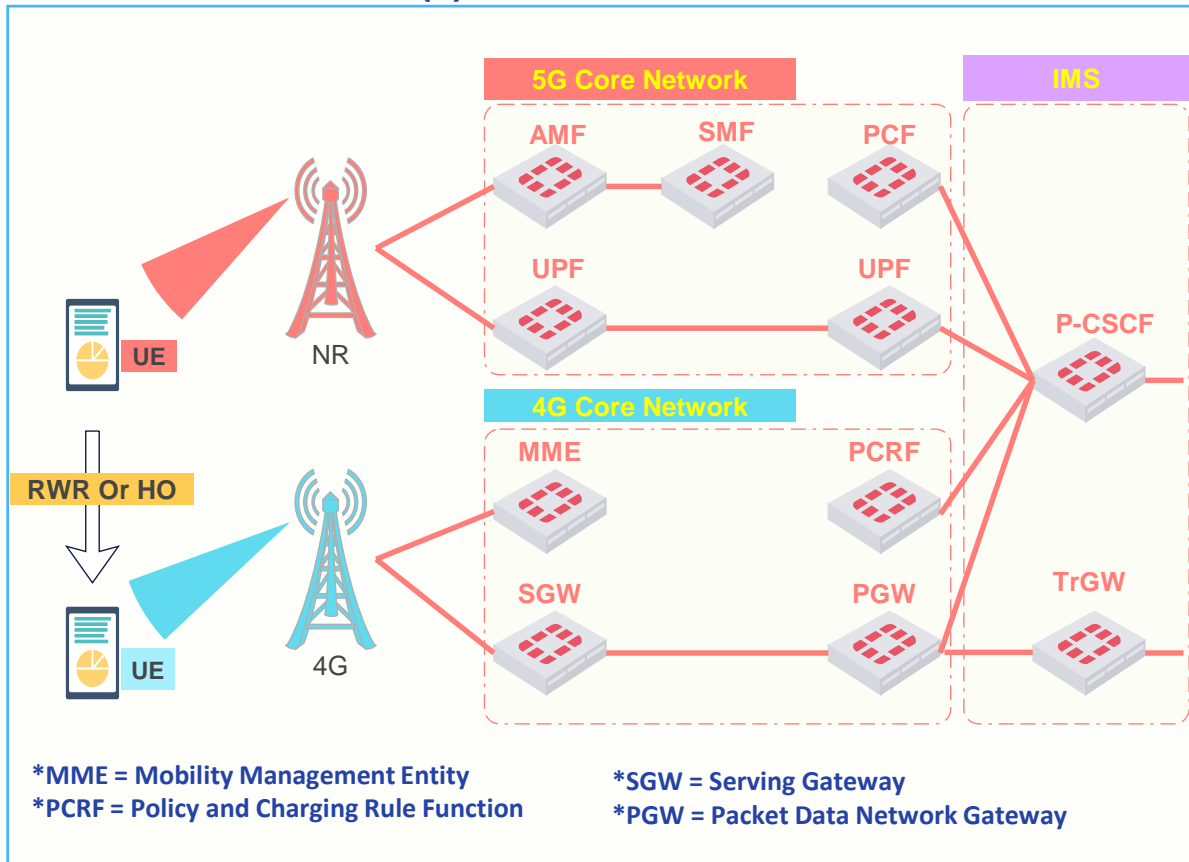 5G Core Network
IMS
AMF
SMF
PCF
UPF
UPF
P-CSCF
UE
NR
4G Core Network
MME
PCRF
RWR Or HO
SGW
PGW
TrGW
UE
4G
*MME = Mobility Management Entity
*SGW = Serving Gateway
*PCRF = Policy and Charging Rule Function
*PGW = Packet Data Network Gateway